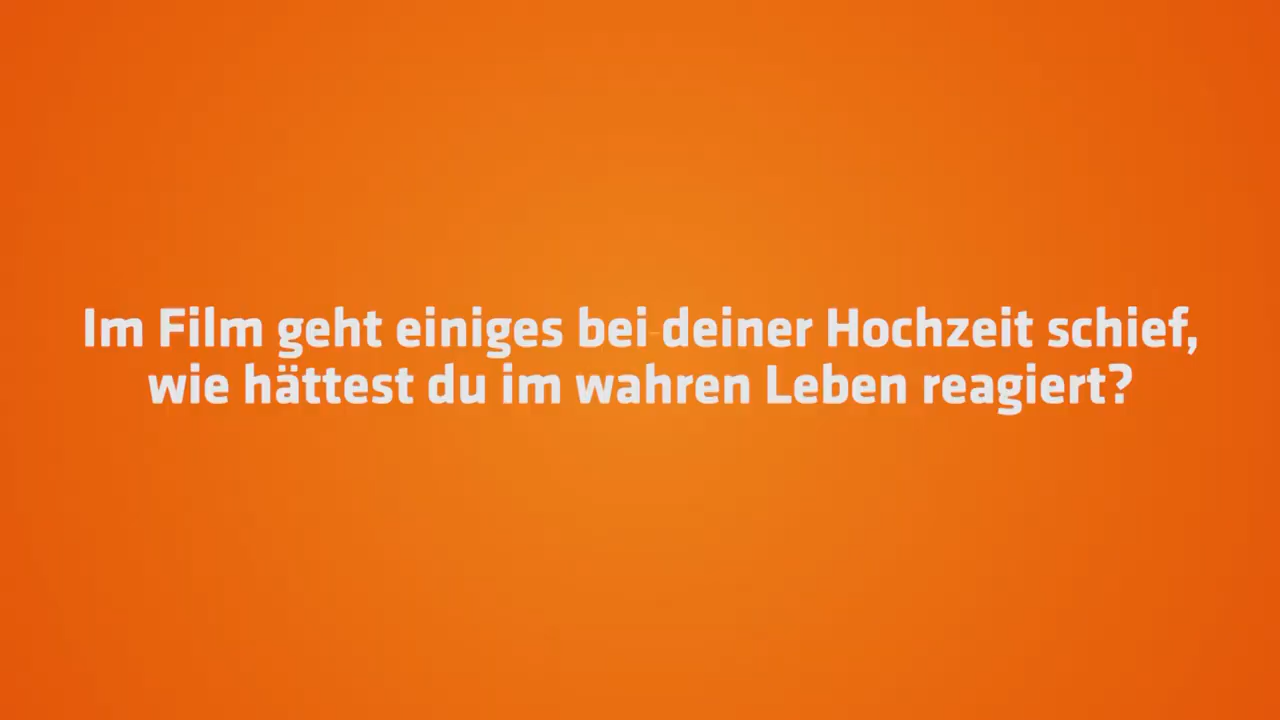 Im Film geht einiges bei deiner Hochzeit schief,
wie hättest du im wahren Leben reagiert?